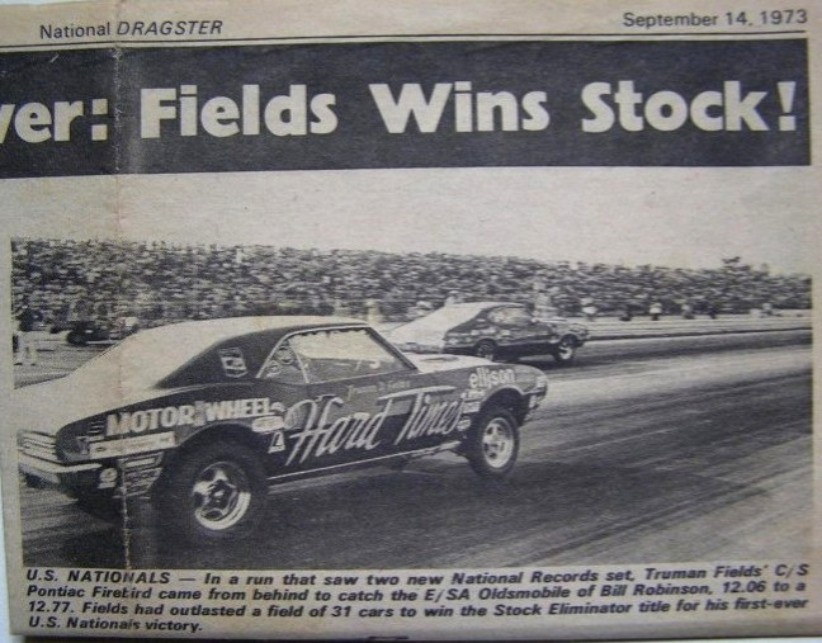 National DRAGSTER
September 14, 1973
ver: Fields Wins Stock!
ellison
MOTOR WHEEL
Hard Times
U.S. NATIONALS — In a run that saw two new National Records set, Truman Fields' C/S
Pontiac Firebird came from behind to catch the E/SA Oldsmobile of Bill Robinson, 12.06 to a
12.77. Fields had outlasted a field of 31 cars to win the Stock Eliminator title for his first-ever
U.S. Nationals victory.